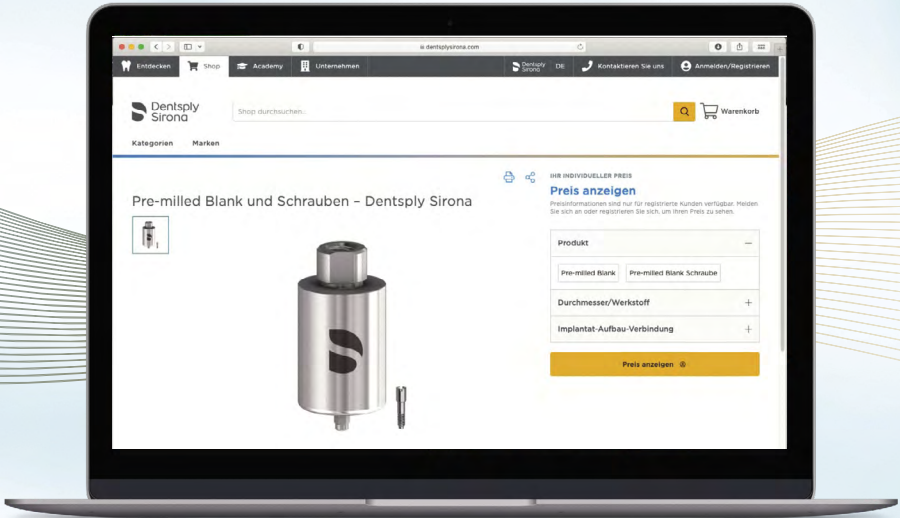 dentsplysirona.com
Entdecken
Shop
Academy
Unternehmen
Dentsply
Sirona
DE
Kontaktieren Sie uns
Anmelden/Registrieren
Dentsply
Sirona
Shop durchsuchen...
Warenkorb
Kategorien
Marken
IHR INDIVIDUELLER PREIS
Preis anzeigen
Preisinformationen sind nur für registrierte Kunden verfügbar. Melden
Sie sich an oder registrieren Sie sich, um Ihren Preis zu sehen.
Pre-milled Blank und Schrauben – Dentsply Sirona
Produkt
Pre-milled Blank
Pre-milled Blank Schraube
Durchmesser/Werkstoff
Implantat-Aufbau-Verbindung
Preis anzeigen